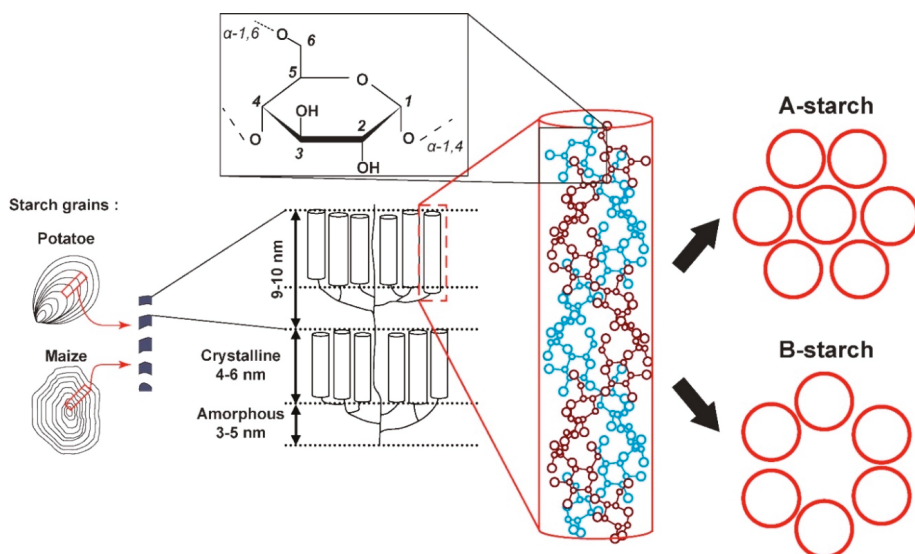 α-1,6
O
6
5
O
4
OH
1
2
O
3
O
OH
α-1,4
Starch grains :
Potatoe
Maize
9-10 nm
Crystalline
4-6 nm
Amorphous
3-5 nm
A-starch
B-starch